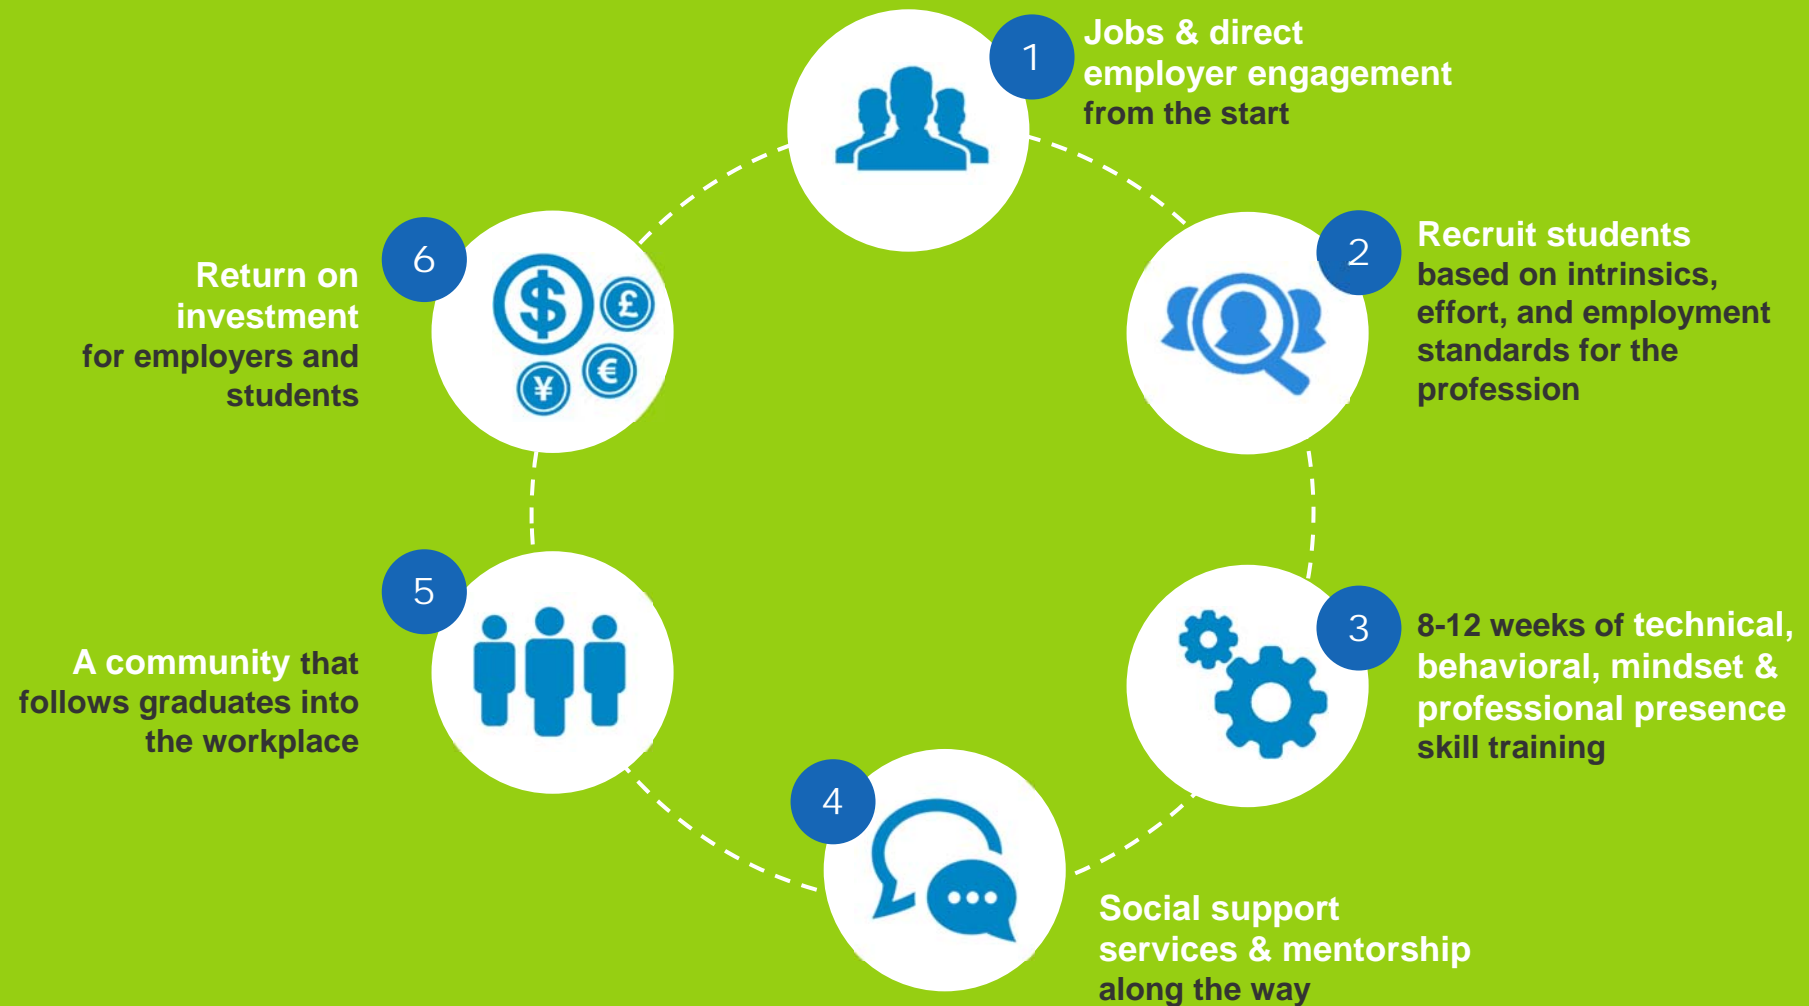 1
Jobs & direct
employer engagement
from the start
2
Recruit students
based on intrinsics,
effort, and employment
standards for the
profession
3
8-12 weeks of technical,
behavioral, mindset &
professional presence
skill training
4
Social support
services & mentorship
along the way
5
A community that
follows graduates into
the workplace
6
Return on
investment
for employers and
students
$
£
€
¥